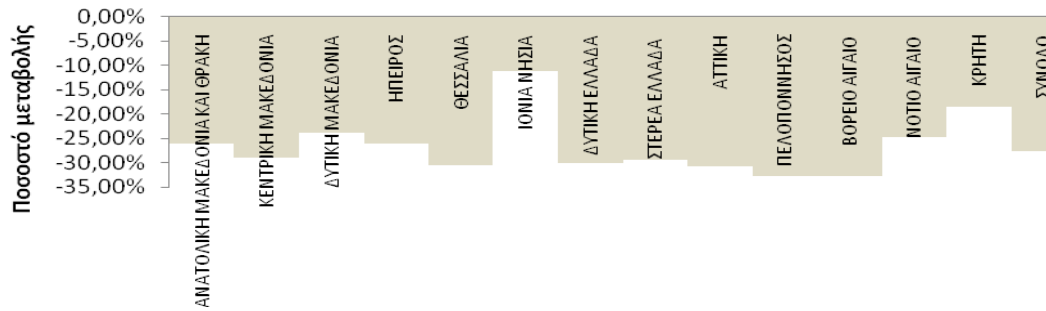 Ποσοστό μεταβολής
0,00%
-5,00%
-10,00%
-15,00%
-20,00%
-25,00%
-30,00%
-35,00%
ΑΝΑΤΟΛΙΚΗ ΜΑΚΕΔΟΝΙΑ ΚΑΙ ΘΡΑΚΗ
ΚΕΝΤΡΙΚΗ ΜΑΚΕΔΟΝΙΑ
ΔΥΤΙΚΗ ΜΑΚΕΔΟΝΙΑ
ΗΠΕΙΡΟΣ
ΘΕΣΣΑΛΙΑ
ΙΟΝΙΑ ΝΗΣΙΑ
ΔΥΤΙΚΗ ΕΛΛΑΔΑ
ΣΤΕΡΕΑ ΕΛΛΑΔΑ
ΑΤΤΙΚΗ
ΠΕΛΟΠΟΝΝΗΣΟΣ
ΒΟΡΕΙΟ ΑΙΓΑΙΟ
ΝΟΤΙΟ ΑΙΓΑΙΟ
ΚΡΗΤΗ
ΣΥΝΟΛΟ